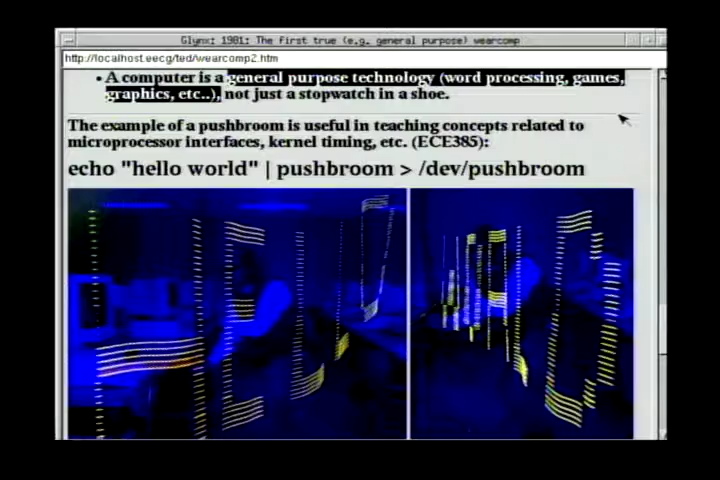 Glynx: 1981: The first true (e.g. general purpose) wearcomp
http://localhost.eecg/ted/wearcomp2.htm
• A computer is a general purpose technology (word processing, games,
graphics, etc..), not just a stopwatch in a shoe.
The example of a pushbroom is useful in teaching concepts related to
microprocessor interfaces, kernel timing, etc. (ECE385):
echo "hello world" | pushbroom > /dev/pushbroom
HELLO
WORLD